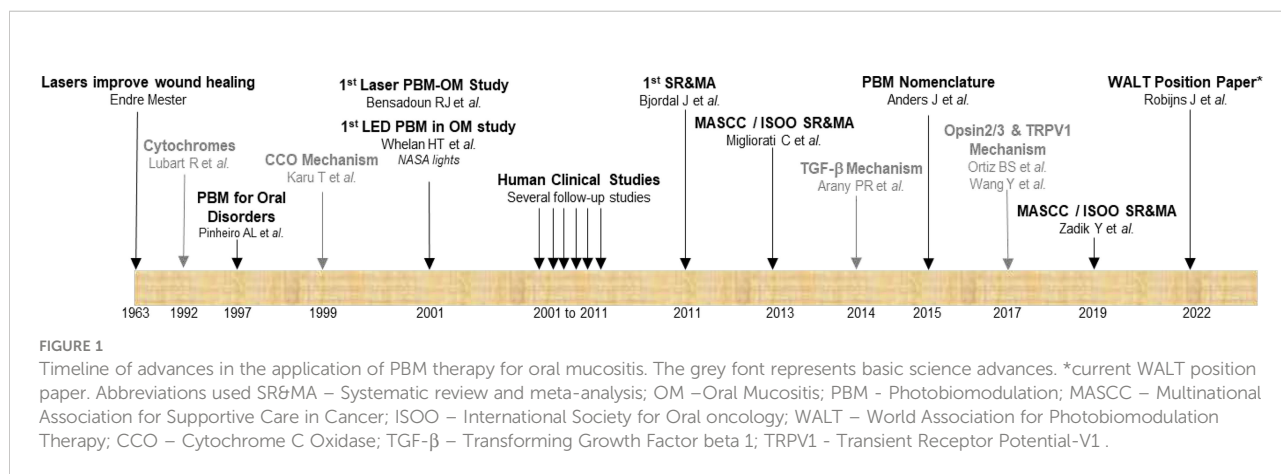 Lasers improve wound healing
Endre Mester
Cytochromes
Lubart R et al.
PBM for Oral
Disorders
Pinheiro AL et al.
CCO Mechanism
Karu T et al.
1st Laser PBM-OM Study
Bensadoun RJ et al.
1st LED PBM in OM study
Whelan HT et al.
NASA lights
Human Clinical Studies
Several follow-up studies
1st SR&MA
Bjordal J et al.
MASCC / ISOO SR&MA
Migliorati C et al.
TGF-β Mechanism
Arany PR et al.
PBM Nomenclature
Anders J et al.
Opsin2/3 & TRPV1
Mechanism
Ortiz BS et al.
Wang Y et al.
MASCC / ISOO SR&MA
Zadik Y et al.
WALT Position Paper*
Robijns J et al.
1963 1992 1997 1999 2001 2001 to 2011 2011 2013 2014 2015 2017 2019 2022
FIGURE 1
Timeline of advances in the application of PBM therapy for oral mucositis. The grey font represents basic science advances. *current WALT position
paper. Abbreviations used SR&MA – Systematic review and meta-analysis; OM –Oral Mucositis; PBM - Photobiomodulation; MASCC – Multinational
Association for Supportive Care in Cancer; ISOO – International Society for Oral oncology; WALT – World Association for Photobiomodulation
Therapy; CCO – Cytochrome C Oxidase; TGF-β – Transforming Growth Factor beta 1; TRPV1 - Transient Receptor Potential-V1 .